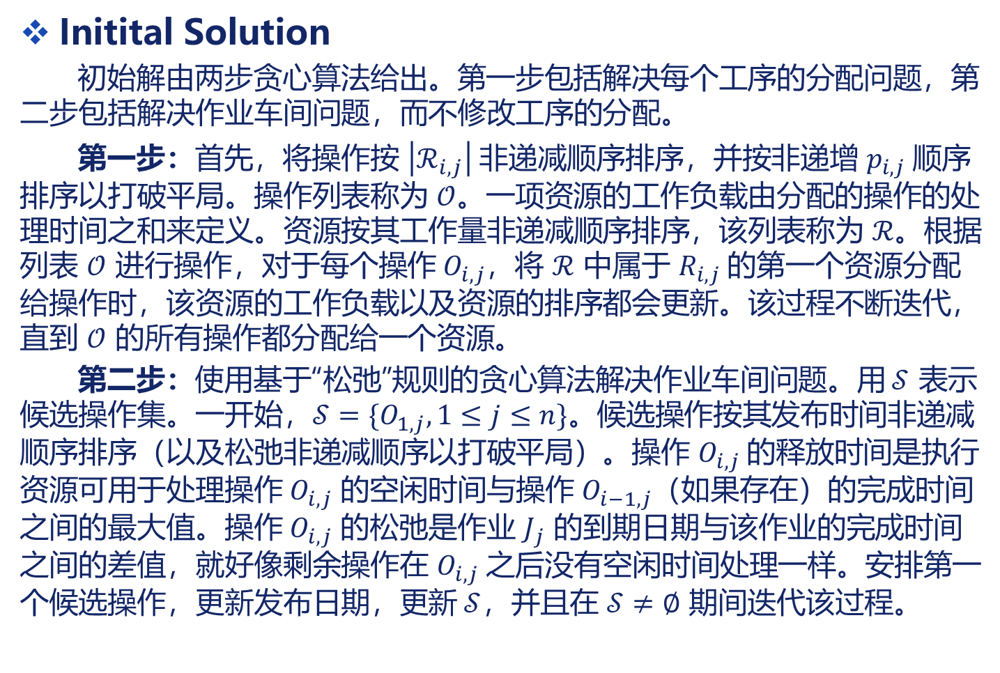 ❖ Initital Solution
初始解由两步贪心算法给出。第一步包括解决每个工序的分配问题，第
二步包括解决作业车间问题，而不修改工序的分配。
第一步：首先，将操作按 |ℛ_{i,j}| 非递减顺序排序，并按非递增 p_{i,j} 顺序
排序以打破平局。操作列表称为 𝒪。一项资源的工作负载由分配的操作的处
理时间之和来定义。资源按其工作量非递减顺序排序，该列表称为 ℛ。根据
列表 𝒪 进行操作，对于每个操作 O_{i,j}，将 ℛ 中属于 R_{i,j} 的第一个资源分配
给操作时，该资源的工作负载以及资源的排序都会更新。该过程不断迭代，
直到 𝒪 的所有操作都分配给一个资源。
第二步：使用基于“松弛”规则的贪心算法解决作业车间问题。用 𝒮 表示
候选操作集。一开始，𝒮 = {O_{1,j}, 1 ≤ j ≤ n}。候选操作按其发布时间非递减
顺序排序（以及松弛非递减顺序以打破平局）。操作 O_{i,j} 的释放时间是执行
资源可用于处理操作 O_{i,j} 的空闲时间与操作 O_{i−1,j}（如果存在）的完成时间
之间的最大值。操作 O_{i,j} 的松弛是作业 J_j 的到期日期与该作业的完成时间
之间的差值，就好像剩余操作在 O_{i,j} 之后没有空闲时间处理一样。安排第一
个候选操作，更新发布日期，更新 𝒮，并且在 𝒮 ≠ ∅ 期间迭代该过程。